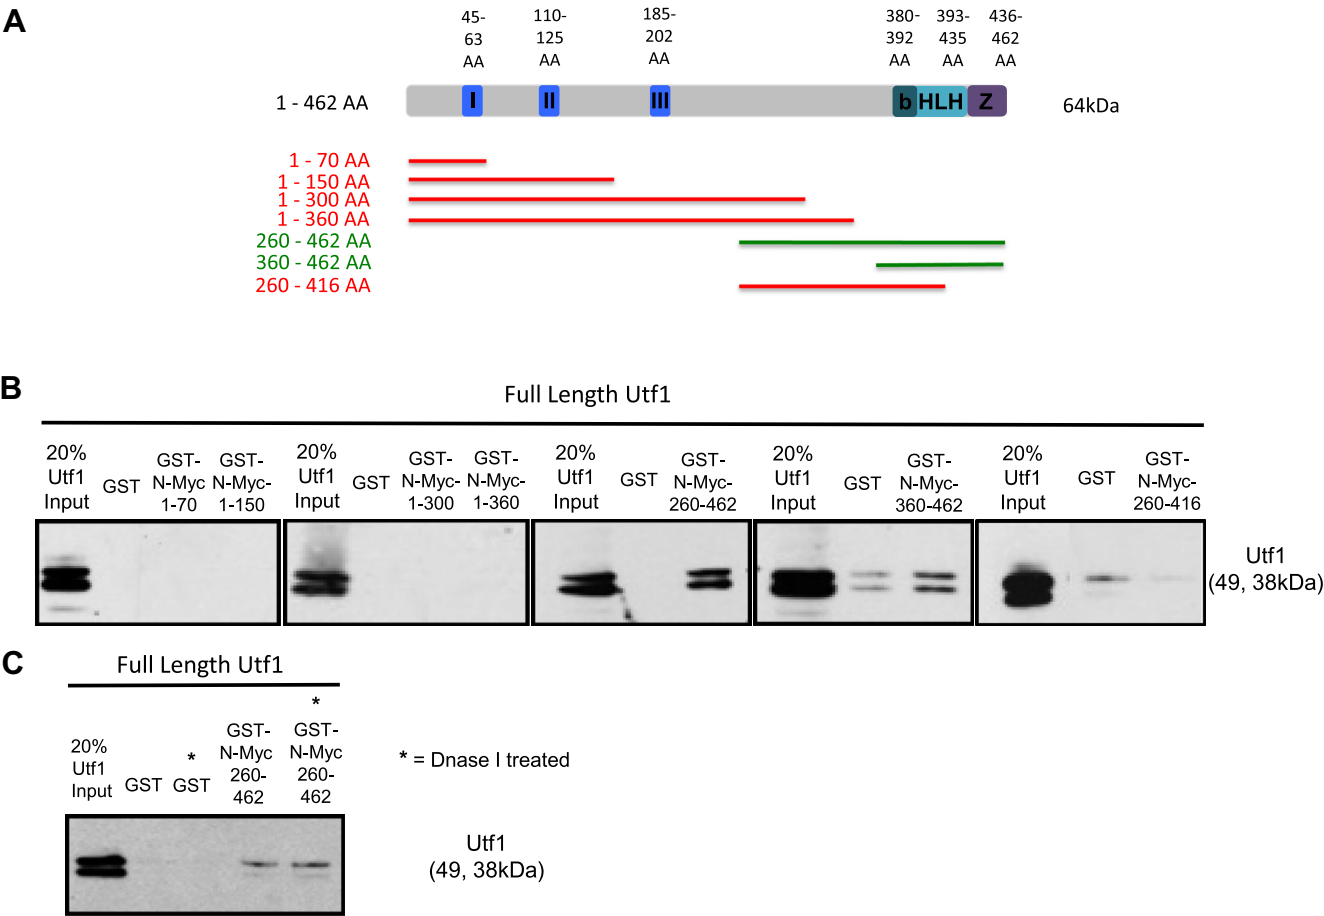 A
45-
63
AA
110-
125
AA
185-
202
AA
380-
392
AA
393-
435
AA
436-
462
AA
1 - 462 AA
I
II
III
b
HLH
Z
64kDa
1 - 70 AA
1 - 150 AA
1 - 300 AA
1 - 360 AA
260 - 462 AA
360 - 462 AA
260 - 416 AA
B
Full Length Utf1
20%
Utf1
Input
GST
GST-
N-Myc
1-70
GST-
N-Myc-
1-150
20%
Utf1
Input
GST
GST-
N-Myc-
1-300
GST-
N-Myc-
1-360
20%
Utf1
Input
GST
GST-
N-Myc-
260-462
20%
Utf1
Input
GST
GST-
N-Myc-
360-462
20%
Utf1
Input
GST
GST-
N-Myc-
260-416
Utf1
(49, 38kDa)
C
Full Length Utf1
20%
Utf1
Input
GST
*
GST
GST-
N-Myc
260-
462
*
GST-
N-Myc
260-
462
* = Dnase I treated
Utf1
(49, 38kDa)